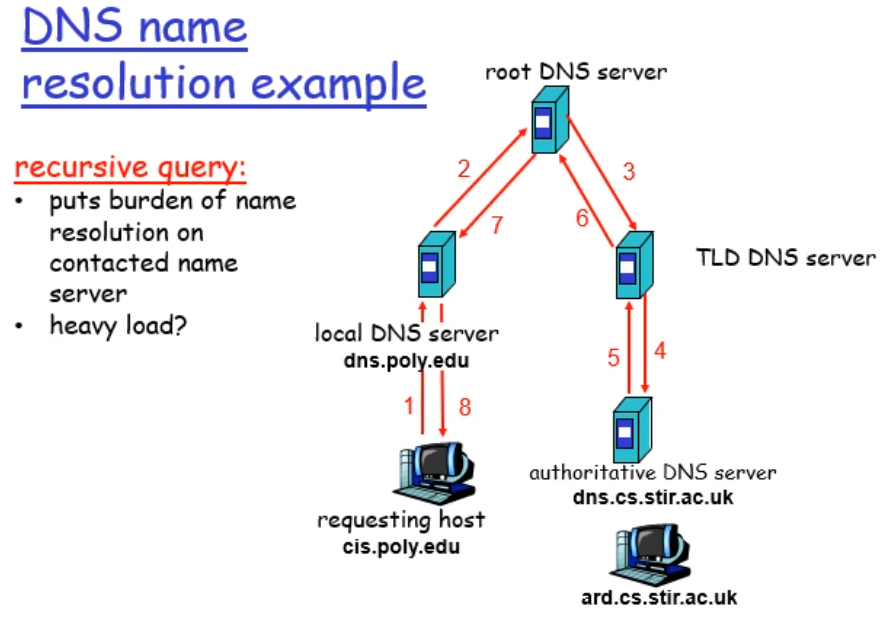 DNS name
resolution example
recursive query:
• puts burden of name
resolution on
contacted name
server
• heavy load?
root DNS server
2
3
7
6
TLD DNS server
local DNS server
dns.poly.edu
5
4
1
8
authoritative DNS server
dns.cs.stir.ac.uk
requesting host
cis.poly.edu
ard.cs.stir.ac.uk